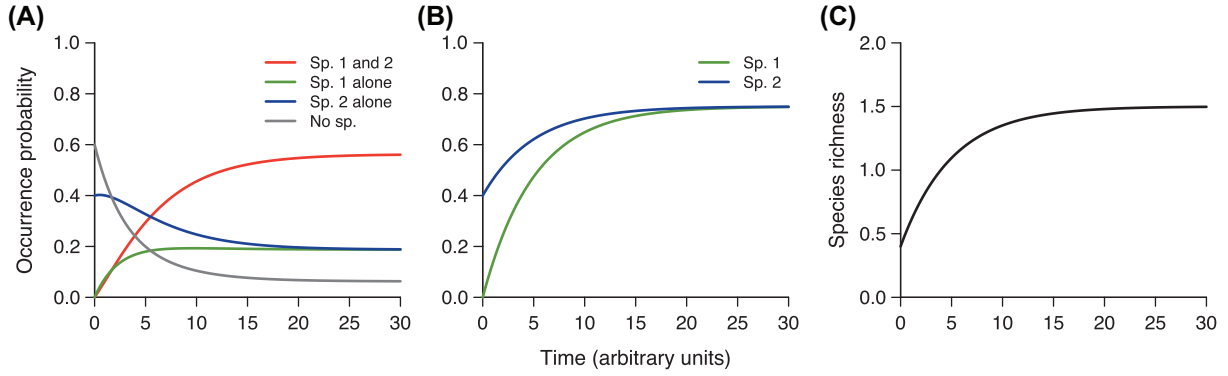 (A)
Occurrence probability
1.0
0.8
0.6
0.4
0.2
0.0
Sp. 1 and 2
Sp. 1 alone
Sp. 2 alone
No sp.
0 5 10 15 20 25 30
(B)
1.0
0.8
0.6
0.4
0.2
0.0
Sp. 1
Sp. 2
0 5 10 15 20 25 30
Time (arbitrary units)
(C)
Species richness
2.0
1.5
1.0
0.5
0.0
0 5 10 15 20 25 30